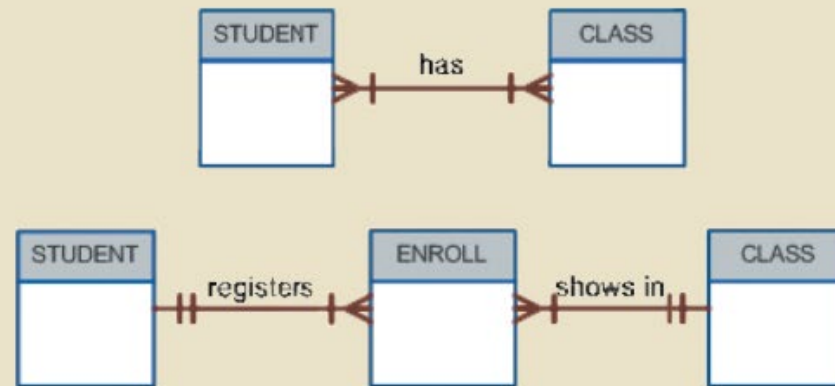 STUDENT
CLASS
has
STUDENT
ENROLL
CLASS
registers
shows in